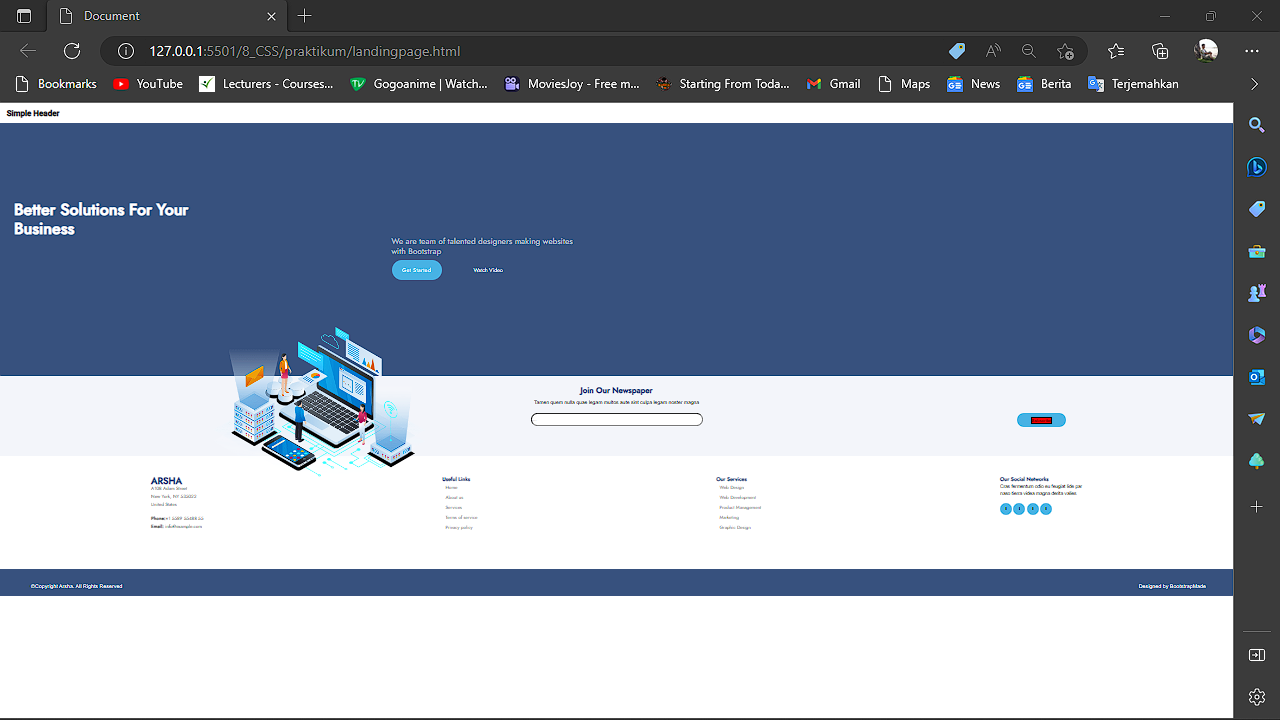 Document
127.0.0.1:5501/8_CSS/praktikum/landingpage.html
Bookmarks YouTube Lecturers - Courses... Gogoanime | Watch... MoviesJoy - Free m... Starting From Toda... Gmail Maps News Berita Terjemahkan
Simple Header
Better Solutions For Your
Business
We are team of talented designers making websites
with Bootstrap
Get Started Watch Video
Join Our Newspaper
Tamen quem nulla quae legam multos aute sint culpa legam noster magna
ARSHA
A108 Adam Street
New York, NY 535022
United States
Phone: +1 5589 55488 55
Email: info@example.com
Useful Links
Home
About us
Services
Terms of service
Privacy policy
Our Services
Web Design
Web Development
Product Management
Marketing
Graphic Design
Our Social Networks
Cras fermentum odio eu feugiat lide par
naso tierra videa magna derita valies
©Copyright Arsha. All Rights Reserved
Designed by BootstrapMade